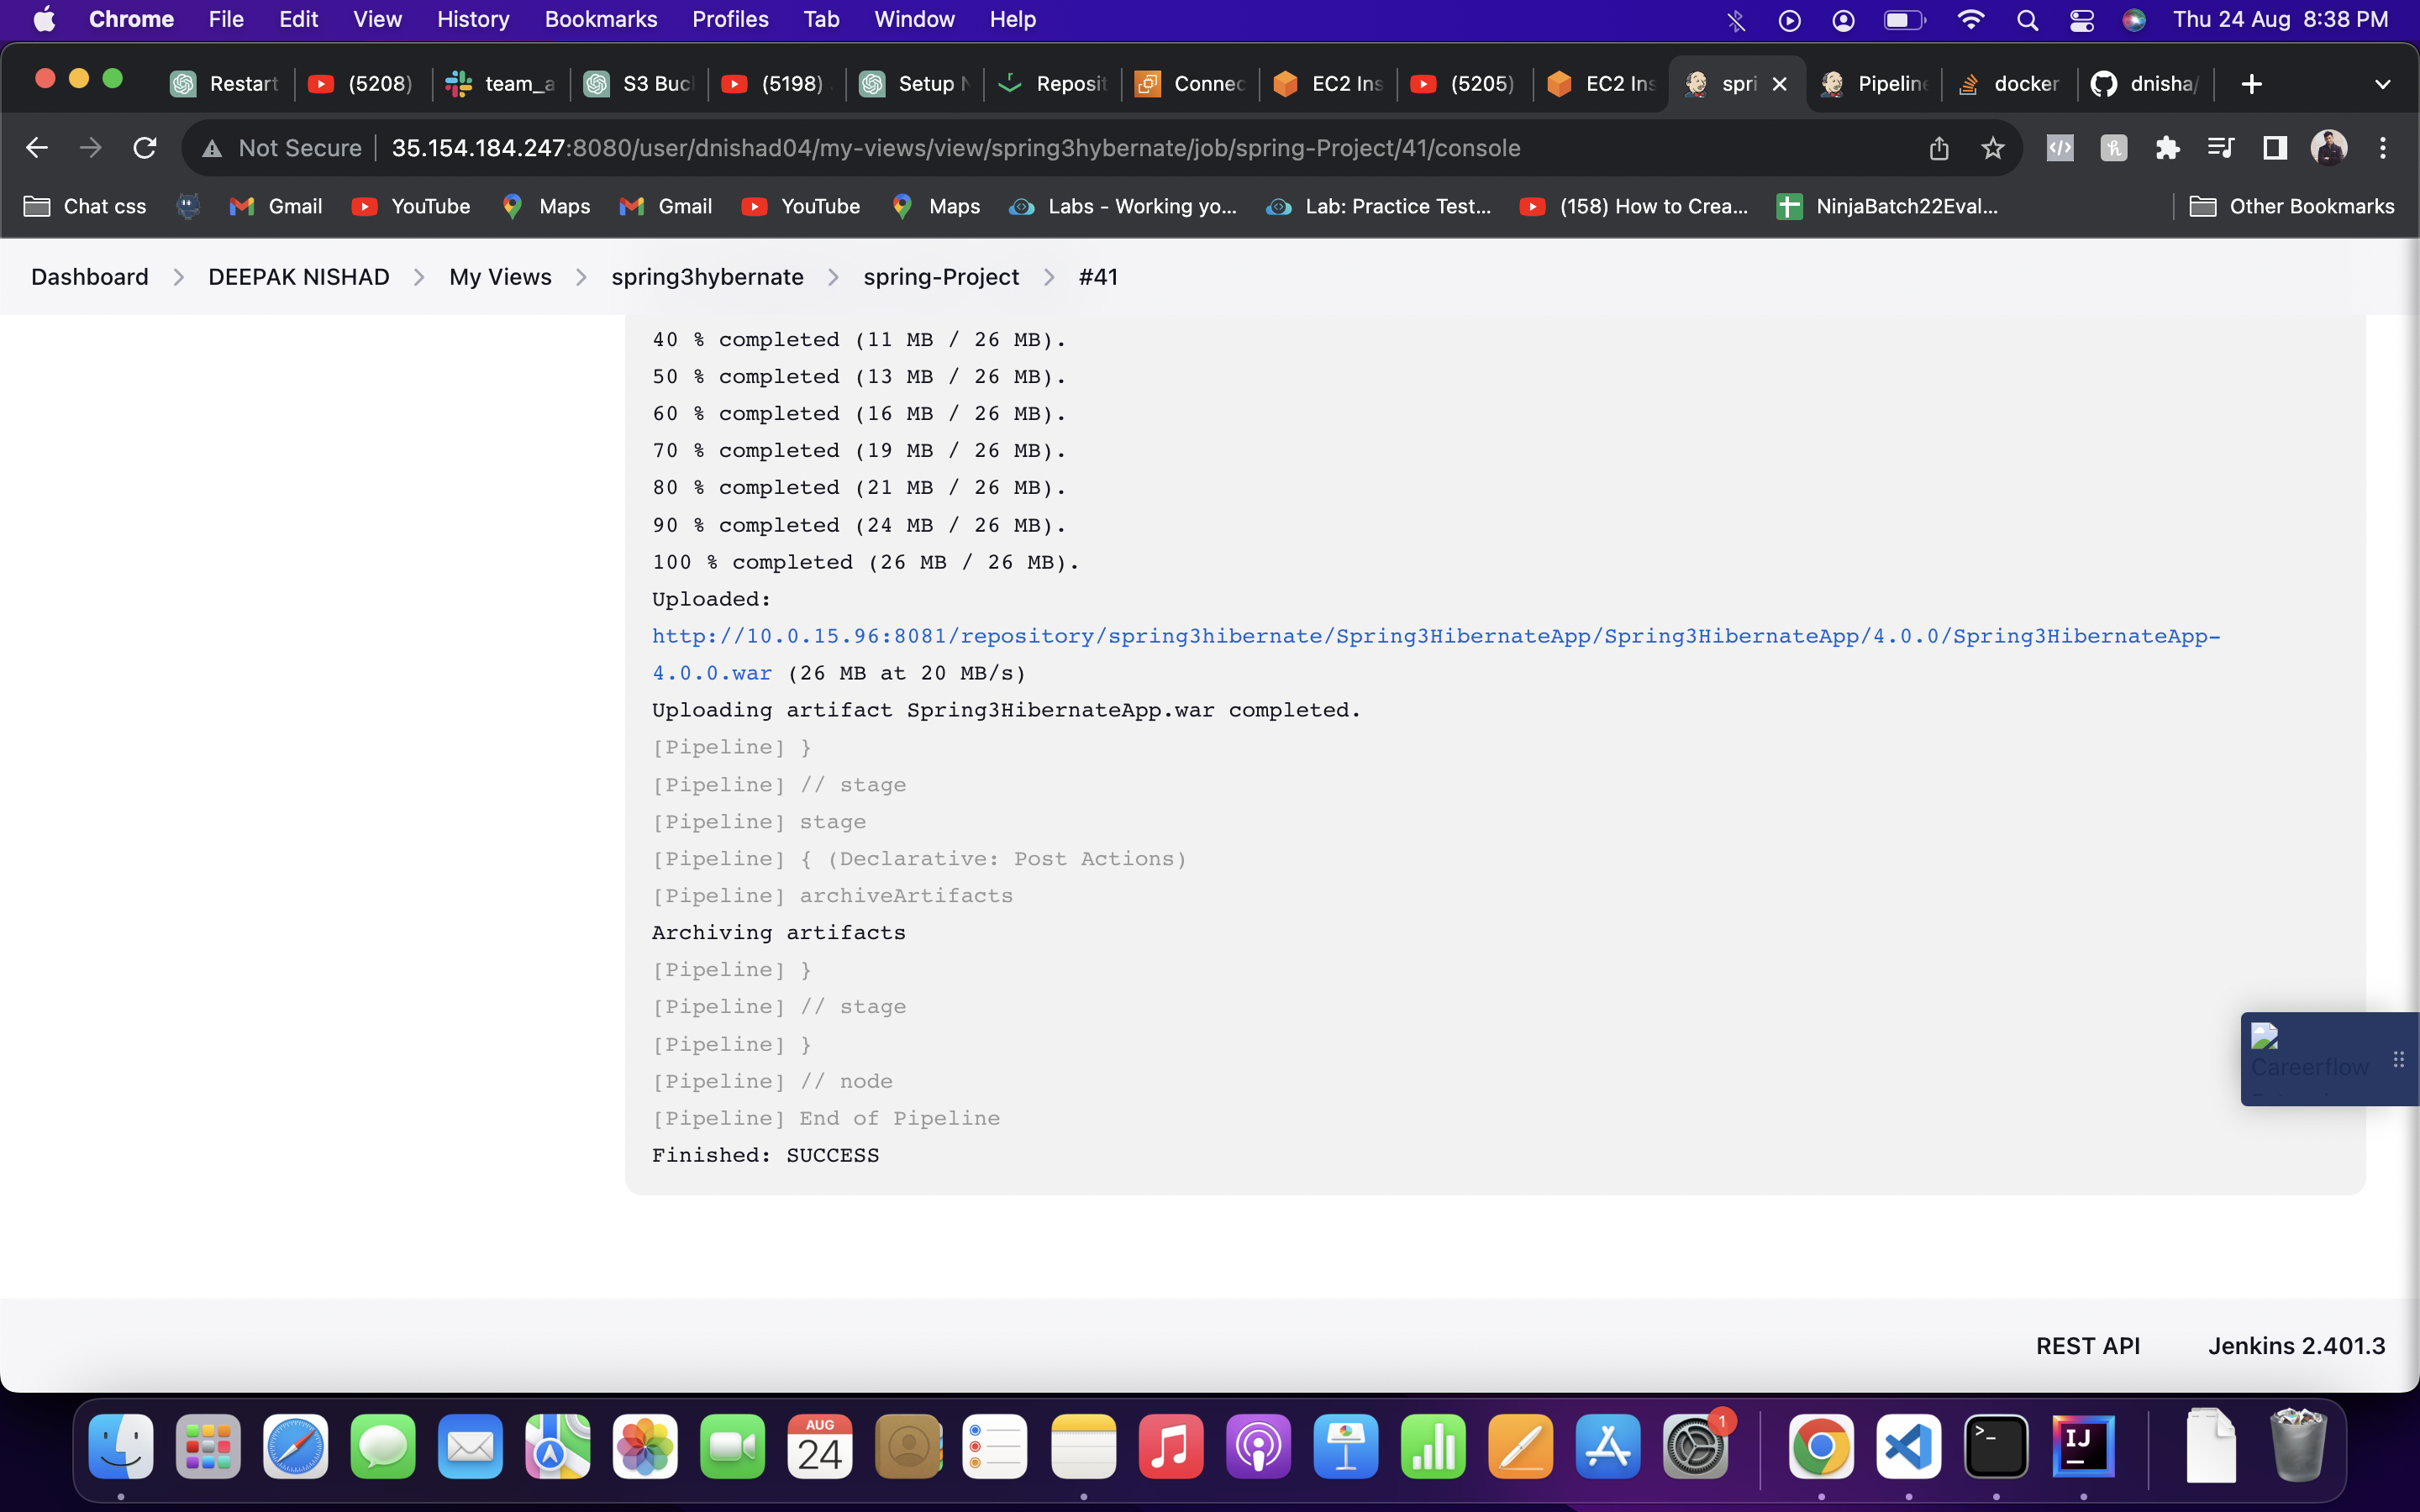 Chrome File Edit View History Bookmarks Profiles Tab Window Help Thu 24 Aug 8:38 PM
Restart (5208) team_a S3 Buc (5198) Setup Reposit Connec EC2 Ins (5205) EC2 Ins spri Pipeline docker dnisha/
Not Secure 35.154.184.247:8080/user/dnishad04/my-views/view/spring3hybernate/job/spring-Project/41/console
Chat css Gmail YouTube Maps Gmail YouTube Maps Labs - Working yo... Lab: Practice Test... (158) How to Crea... NinjaBatch22Eval... Other Bookmarks
Dashboard DEEPAK NISHAD My Views spring3hybernate spring-Project #41
40 % completed (11 MB / 26 MB).
50 % completed (13 MB / 26 MB).
60 % completed (16 MB / 26 MB).
70 % completed (19 MB / 26 MB).
80 % completed (21 MB / 26 MB).
90 % completed (24 MB / 26 MB).
100 % completed (26 MB / 26 MB).
Uploaded:
http://10.0.15.96:8081/repository/spring3hibernate/Spring3HibernateApp/Spring3HibernateApp/4.0.0/Spring3HibernateApp-
4.0.0.war (26 MB at 20 MB/s)
Uploading artifact Spring3HibernateApp.war completed.
[Pipeline] }
[Pipeline] // stage
[Pipeline] stage
[Pipeline] { (Declarative: Post Actions)
[Pipeline] archiveArtifacts
Archiving artifacts
[Pipeline] }
[Pipeline] // stage
[Pipeline] }
[Pipeline] // node
[Pipeline] End of Pipeline
Finished: SUCCESS
Careerflow
REST API Jenkins 2.401.3
AUG
24
1
IJ